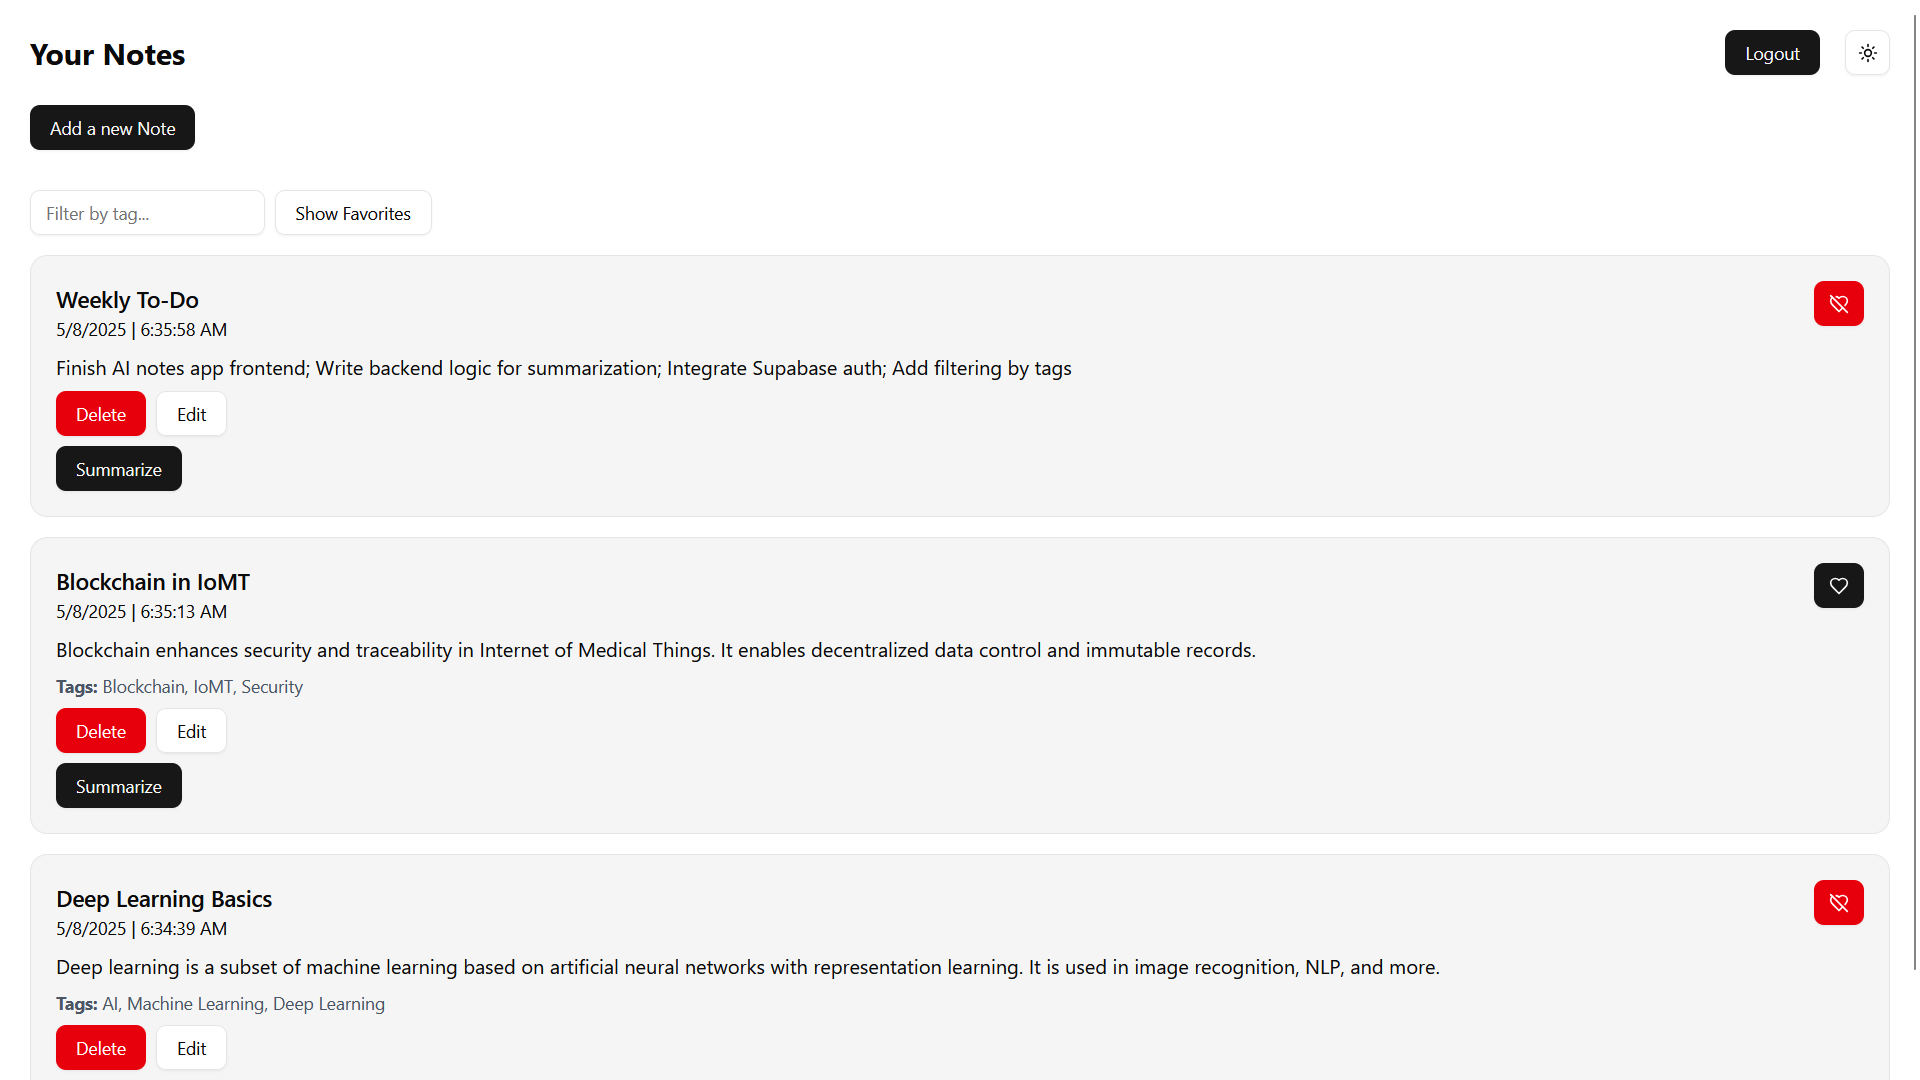 Your Notes
Logout
Add a new Note
Filter by tag...
Show Favorites
Weekly To-Do
5/8/2025 | 6:35:58 AM
Finish AI notes app frontend; Write backend logic for summarization; Integrate Supabase auth; Add filtering by tags
Delete
Edit
Summarize
Blockchain in IoMT
5/8/2025 | 6:35:13 AM
Blockchain enhances security and traceability in Internet of Medical Things. It enables decentralized data control and immutable records.
Tags: Blockchain, IoMT, Security
Delete
Edit
Summarize
Deep Learning Basics
5/8/2025 | 6:34:39 AM
Deep learning is a subset of machine learning based on artificial neural networks with representation learning. It is used in image recognition, NLP, and more.
Tags: AI, Machine Learning, Deep Learning
Delete
Edit